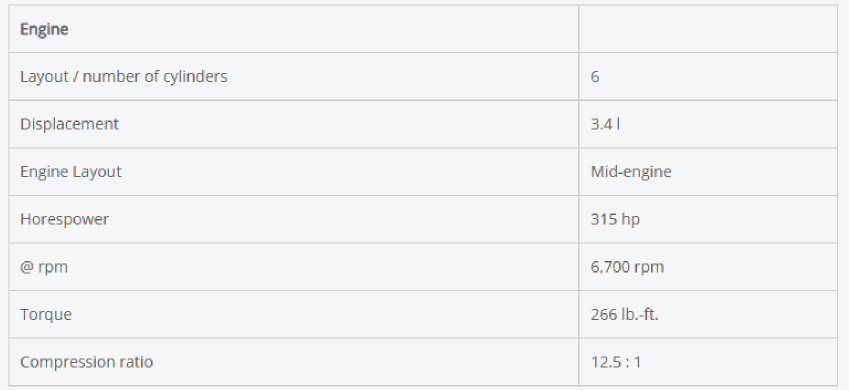 Engine
Layout / number of cylinders 6
Displacement 3.4 l
Engine Layout Mid-engine
Horespower 315 hp
@ rpm 6,700 rpm
Torque 266 lb.-ft.
Compression ratio 12.5 : 1